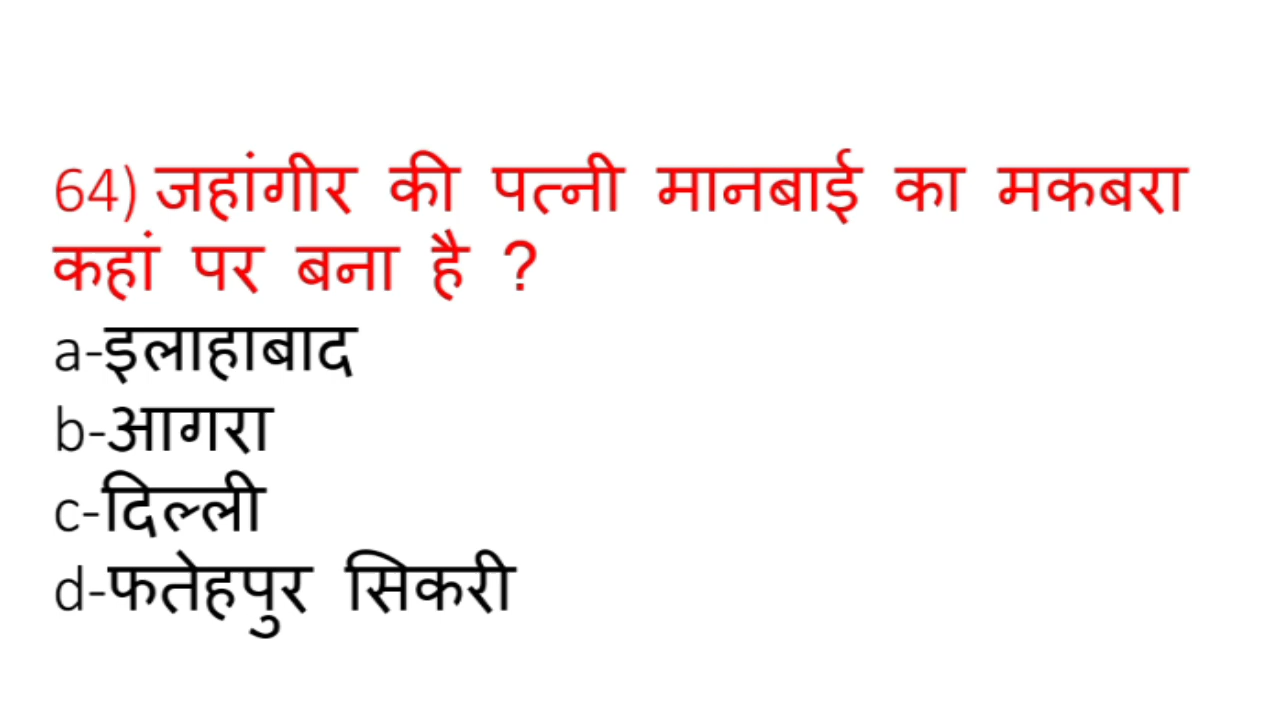 64) जहांगीर की पत्नी मानबाई का मकबरा
कहां पर बना है ?
a-इलाहाबाद
b-आगरा
c-दिल्ली
d-फतेहपुर सिकरी